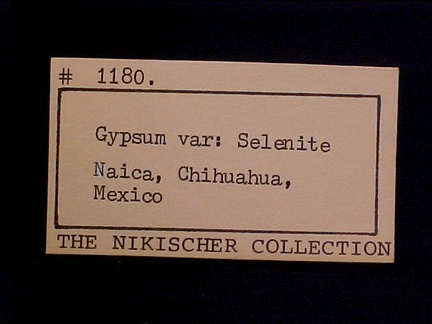 # 1180.
Gypsum var: Selenite
Naica, Chihuahua,
Mexico
THE NIKISCHER COLLECTION